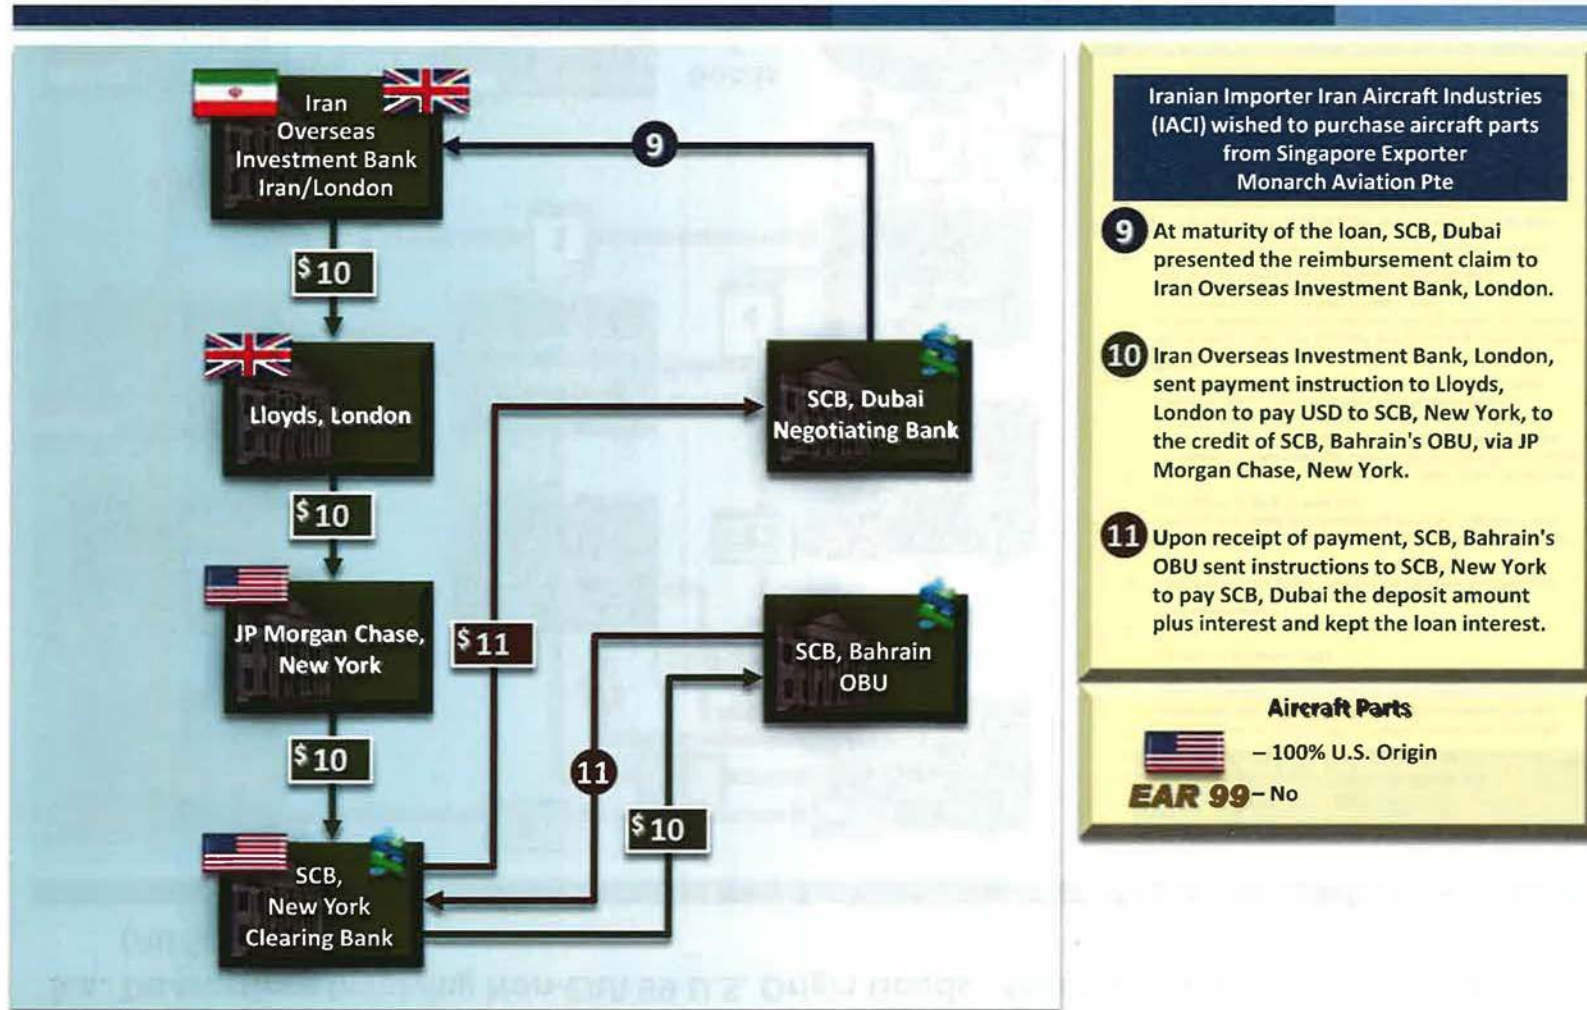 Iran
Overseas
Investment Bank
Iran/London
9
$10
Lloyds, London
$10
JP Morgan Chase,
New York
$10
SCB,
New York
Clearing Bank
$11
11
$10
SCB, Dubai
Negotiating Bank
SCB, Bahrain
OBU
Iranian Importer Iran Aircraft Industries
(IACI) wished to purchase aircraft parts
from Singapore Exporter
Monarch Aviation Pte
9 At maturity of the loan, SCB, Dubai
presented the reimbursement claim to
Iran Overseas Investment Bank, London.
10 Iran Overseas Investment Bank, London,
sent payment instruction to Lloyds,
London to pay USD to SCB, New York, to
the credit of SCB, Bahrain's OBU, via JP
Morgan Chase, New York.
11 Upon receipt of payment, SCB, Bahrain's
OBU sent instructions to SCB, New York
to pay SCB, Dubai the deposit amount
plus interest and kept the loan interest.
Aircraft Parts
– 100% U.S. Origin
EAR 99 – No